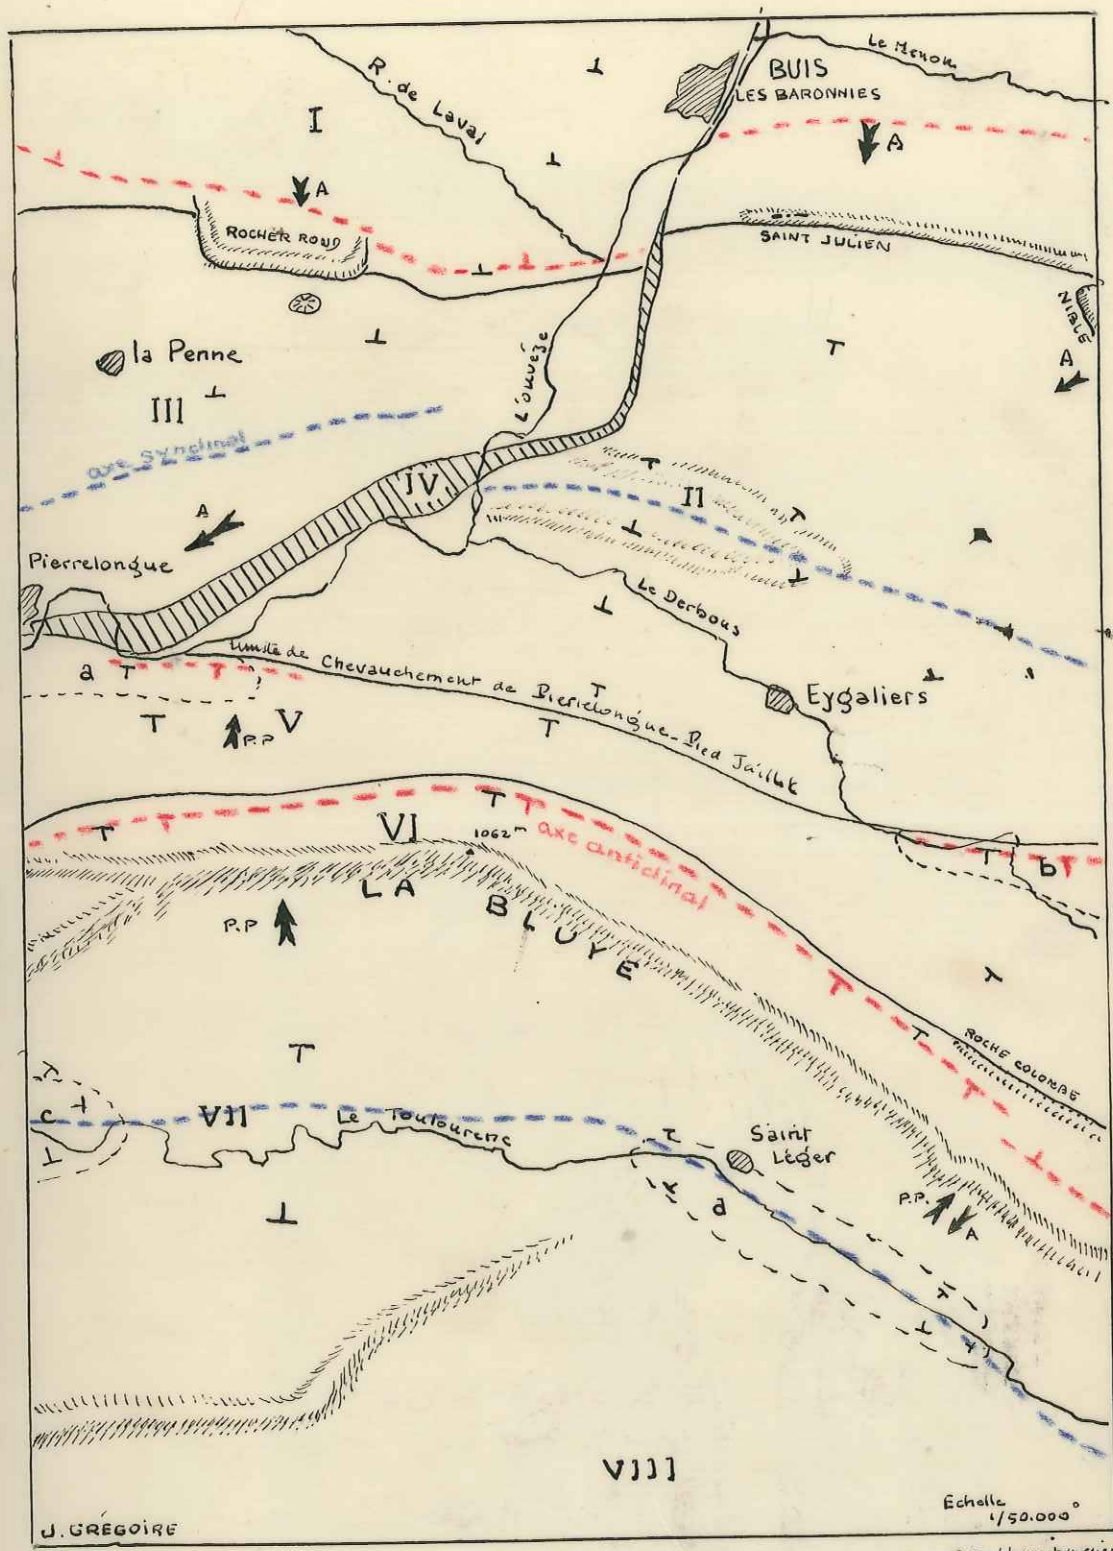 Le Menon
R. de Laval
BUIS
LES BARONNIES
I
A
A
ROCHER ROND
SAINT JULIEN
NIBLE
A
la Penne
L'ouvèze
III
axe synclinal
IV
II
A
Pierrelongue
Le Derbous
limite de Chevauchement de Pierrelongue-Pied Jaillet
a
Eygaliers
V
P.P
VI
1062m
axe anticlinal
b
LA BLUYE
P.P
ROCHE COLOMBE
c
VII
Le Toulourenc
Saint
Léger
d
P.P.
A
VIII
Echelle
1/50.000°
J. GRÉGOIRE